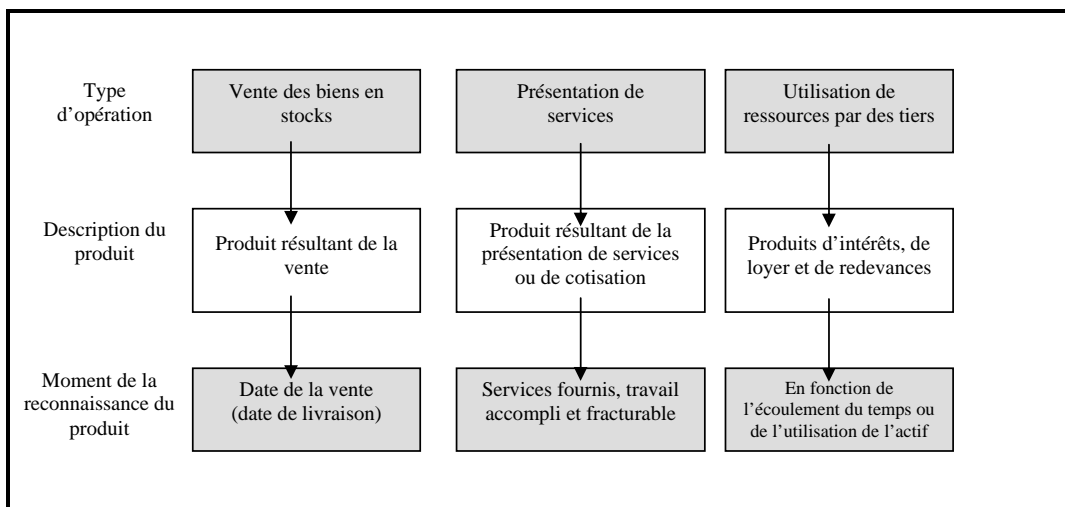 Type
d'opération
Vente des biens en
stocks
Présentation de
services
Utilisation de
ressources par des tiers
Description du
produit
Produit résultant de la
vente
Produit résultant de la
présentation de services
ou de cotisation
Produits d'intérêts, de
loyer et de redevances
Moment de la
reconnaissance du
produit
Date de la vente
(date de livraison)
Services fournis, travail
accompli et fracturable
En fonction de
l'écoulement du temps ou
de l'utilisation de l'actif